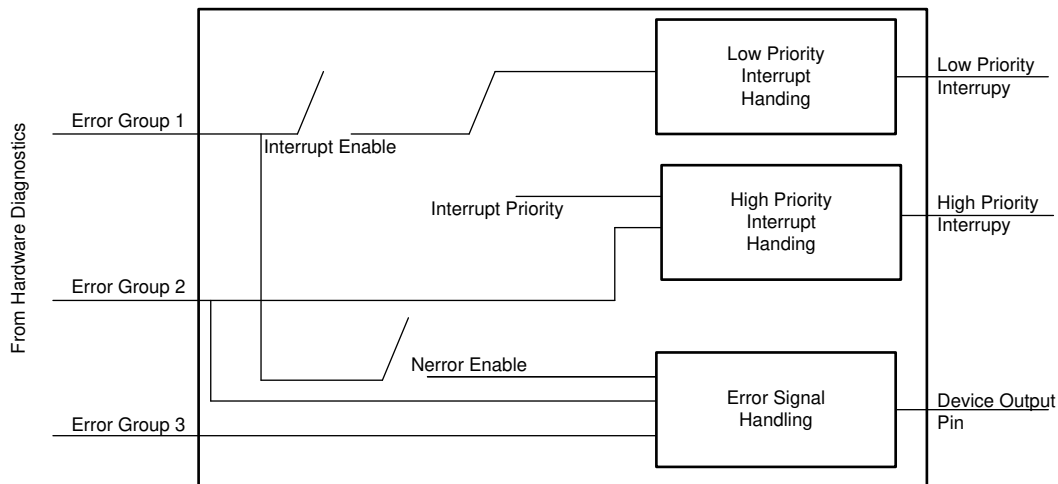 From Hardware Diagnostics
Error Group 1
Interrupt Enable
Low Priority
Interrupt
Handing
Low Priority
Interrupy
Interrupt Priority
High Priority
Interrupt
Handing
High Priority
Interrupy
Error Group 2
Nerror Enable
Error Signal
Handling
Device Output
Pin
Error Group 3